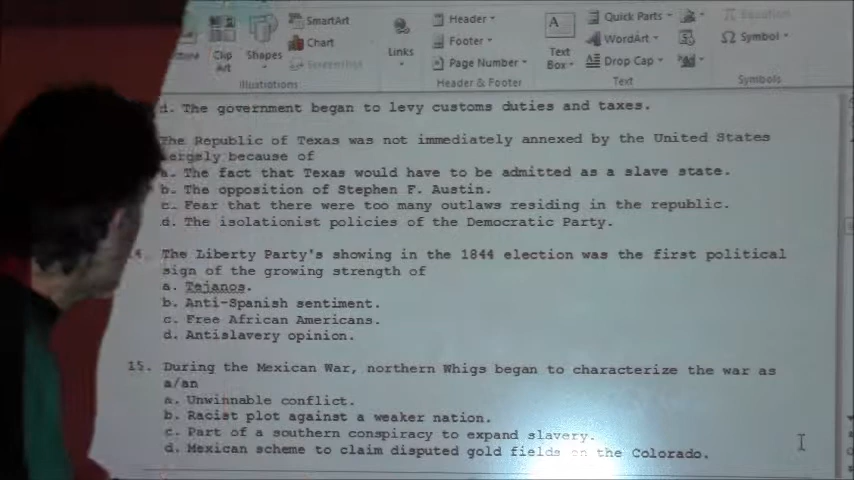 SmartArt
Chart
Screenshot
Clip
Art
Shapes
Illustrations
Links
Header
Footer
Page Number
Header & Footer
A
Text
Box
Quick Parts
WordArt
Drop Cap
Text
Equation
Symbol
Symbols
d. The government began to levy customs duties and taxes.
The Republic of Texas was not immediately annexed by the United States
largely because of
a. The fact that Texas would have to be admitted as a slave state.
b. The opposition of Stephen F. Austin.
c. Fear that there were too many outlaws residing in the republic.
d. The isolationist policies of the Democratic Party.
4. The Liberty Party's showing in the 1844 election was the first political
sign of the growing strength of
a. Tejanos.
b. Anti-Spanish sentiment.
c. Free African Americans.
d. Antislavery opinion.
15. During the Mexican War, northern Whigs began to characterize the war as
a/an
a. Unwinnable conflict.
b. Racist plot against a weaker nation.
c. Part of a southern conspiracy to expand slavery.
d. Mexican scheme to claim disputed gold fields on the Colorado.